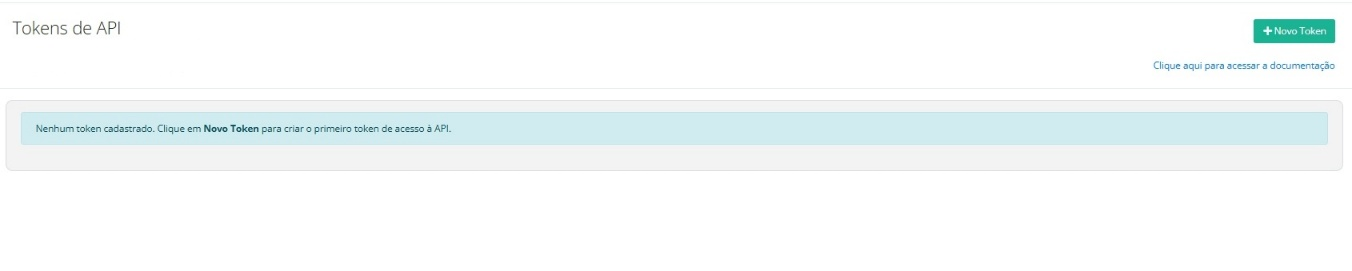 Tokens de API
Novo Token
Clique aqui para acessar a documentação
Nenhum token cadastrado. Clique em Novo Token para criar o primeiro token de acesso à API.